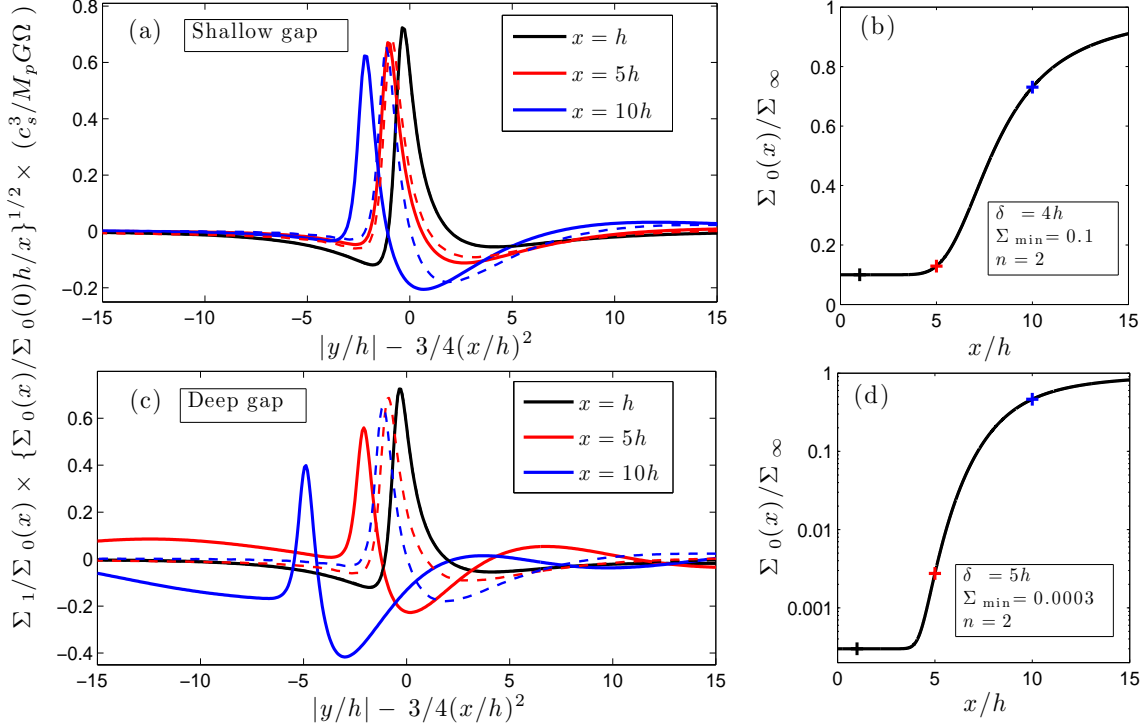 Σ 1/Σ 0(x) × {Σ 0(x)/Σ 0(0)h/x}^{1/2} × (c_s^3/M_pGΩ)
(a)
Shallow gap
x = h
x = 5h
x = 10h
0.8
0.6
0.4
0.2
0
−0.2
−15
−10
−5
0
5
10
15
|y/h| − 3/4(x/h)^2
(b)
Σ 0(x)/Σ ∞
1
0.8
0.6
0.4
0.2
0
δ = 4h
Σ min = 0.1
n = 2
0
5
10
15
x/h
(c)
Deep gap
x = h
x = 5h
x = 10h
0.6
0.4
0.2
0
−0.2
−0.4
−15
−10
−5
0
5
10
15
|y/h| − 3/4(x/h)^2
(d)
Σ 0(x)/Σ ∞
1
0.1
0.01
0.001
δ = 5h
Σ min = 0.0003
n = 2
0
5
10
15
x/h